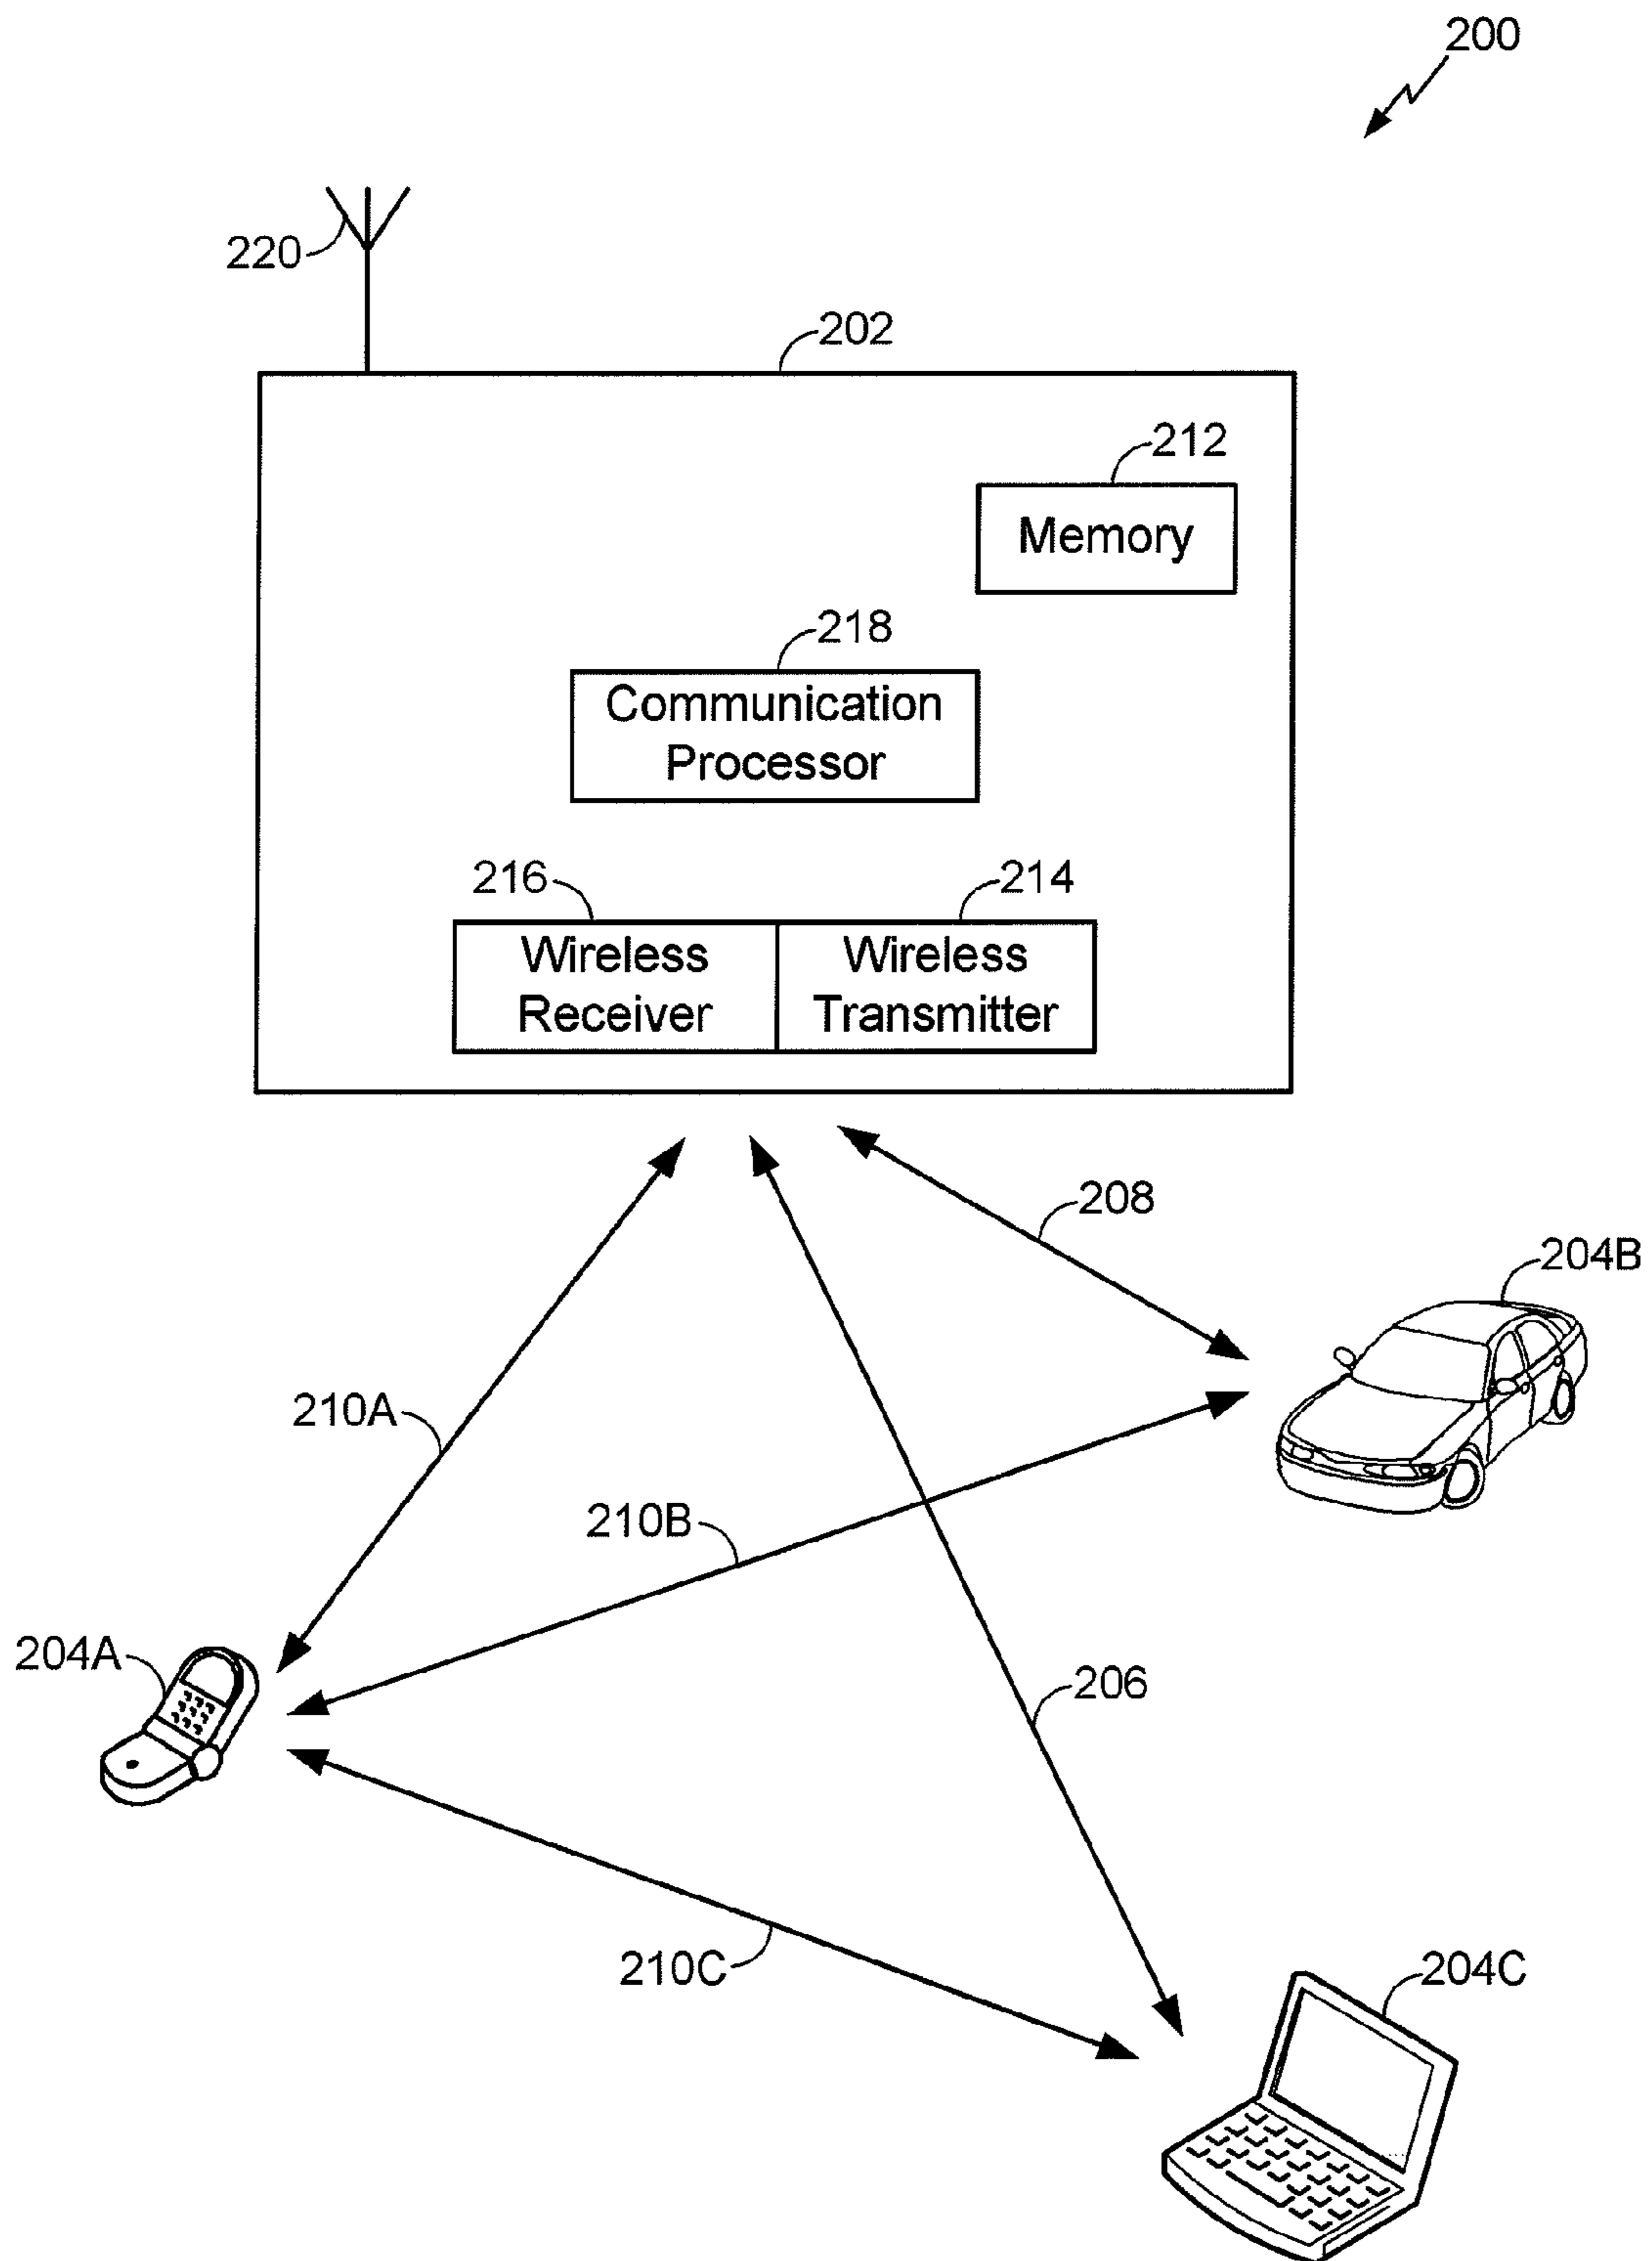 200
220
202
212
Memory
218
Communication
Processor
216
214
Wireless
Receiver
Wireless
Transmitter
208
204B
210A
210B
204A
206
210C
204C